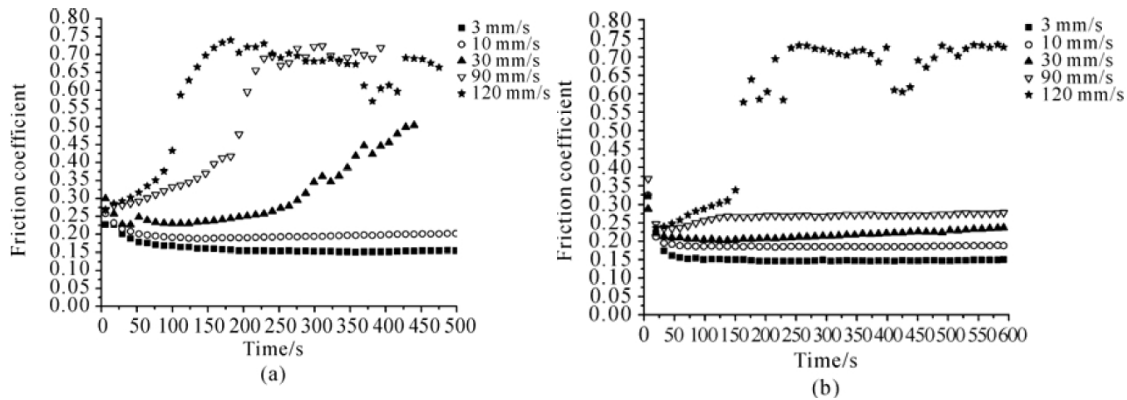 0.80
0.75
0.70
0.65
0.60
0.55
0.50
0.45
0.40
0.35
0.30
0.25
0.20
0.15
0.10
0.05
0.00
Friction coefficient
0 50 100 150 200 250 300 350 400 450 500
Time/s
(a)
3 mm/s
10 mm/s
30 mm/s
90 mm/s
120 mm/s
0.80
0.75
0.70
0.65
0.60
0.55
0.50
0.45
0.40
0.35
0.30
0.25
0.20
0.15
0.10
0.05
0.00
Friction coefficient
0 50 100 150 200 250 300 350 400 450 500 550 600
Time/s
(b)
3 mm/s
10 mm/s
30 mm/s
90 mm/s
120 mm/s